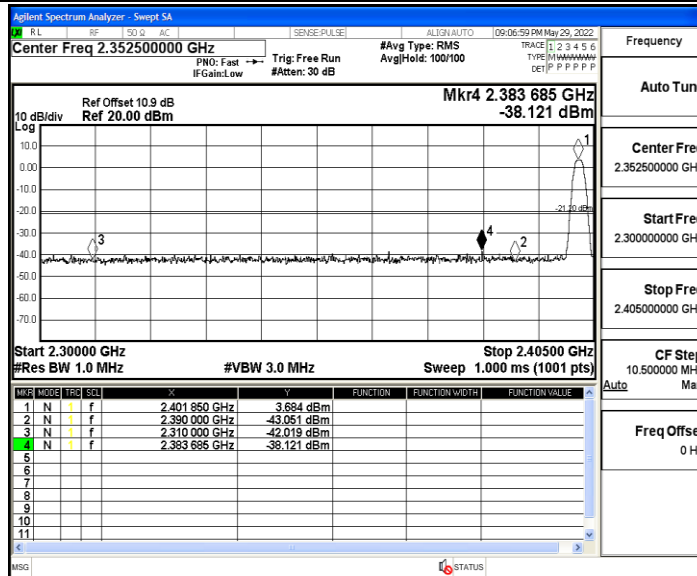 Agilent Spectrum Analyzer - Swept SA
RL RF 50 Ω AC SENSE:PULSE ALIGN AUTO 09:06:59 PM May 29, 2022
Center Freq 2.352500000 GHz
PNO: Fast
IFGain:Low
Trig: Free Run
#Atten: 30 dB
#Avg Type: RMS
Avg|Hold: 100/100
TRACE 1 2 3 4 5 6
TYPE MWWWWW
DET P P P P P P
Ref Offset 10.9 dB
10 dB/div Ref 20.00 dBm
Log
Mkr4 2.383 685 GHz
-38.121 dBm
10.0
0.00
-10.0
-20.0
-30.0
-40.0
-50.0
-60.0
-70.0
1
-21.20 dBm
3
4
2
Start 2.30000 GHz Stop 2.40500 GHz
#Res BW 1.0 MHz #VBW 3.0 MHz Sweep 1.000 ms (1001 pts)
MKR MODE TRC SCL X Y FUNCTION FUNCTION WIDTH FUNCTION VALUE
1 N 1 f 2.401 850 GHz 3.684 dBm
2 N 1 f 2.390 000 GHz -43.051 dBm
3 N 1 f 2.310 000 GHz -42.019 dBm
4 N 1 f 2.383 685 GHz -38.121 dBm
5
6
7
8
9
10
11
MSG STATUS
Frequency
Auto Tun
Center Fre
2.352500000 GH
Start Fre
2.300000000 GH
Stop Fre
2.405000000 GH
CF Step
10.500000 MH
Auto Ma
Freq Offse
0 H